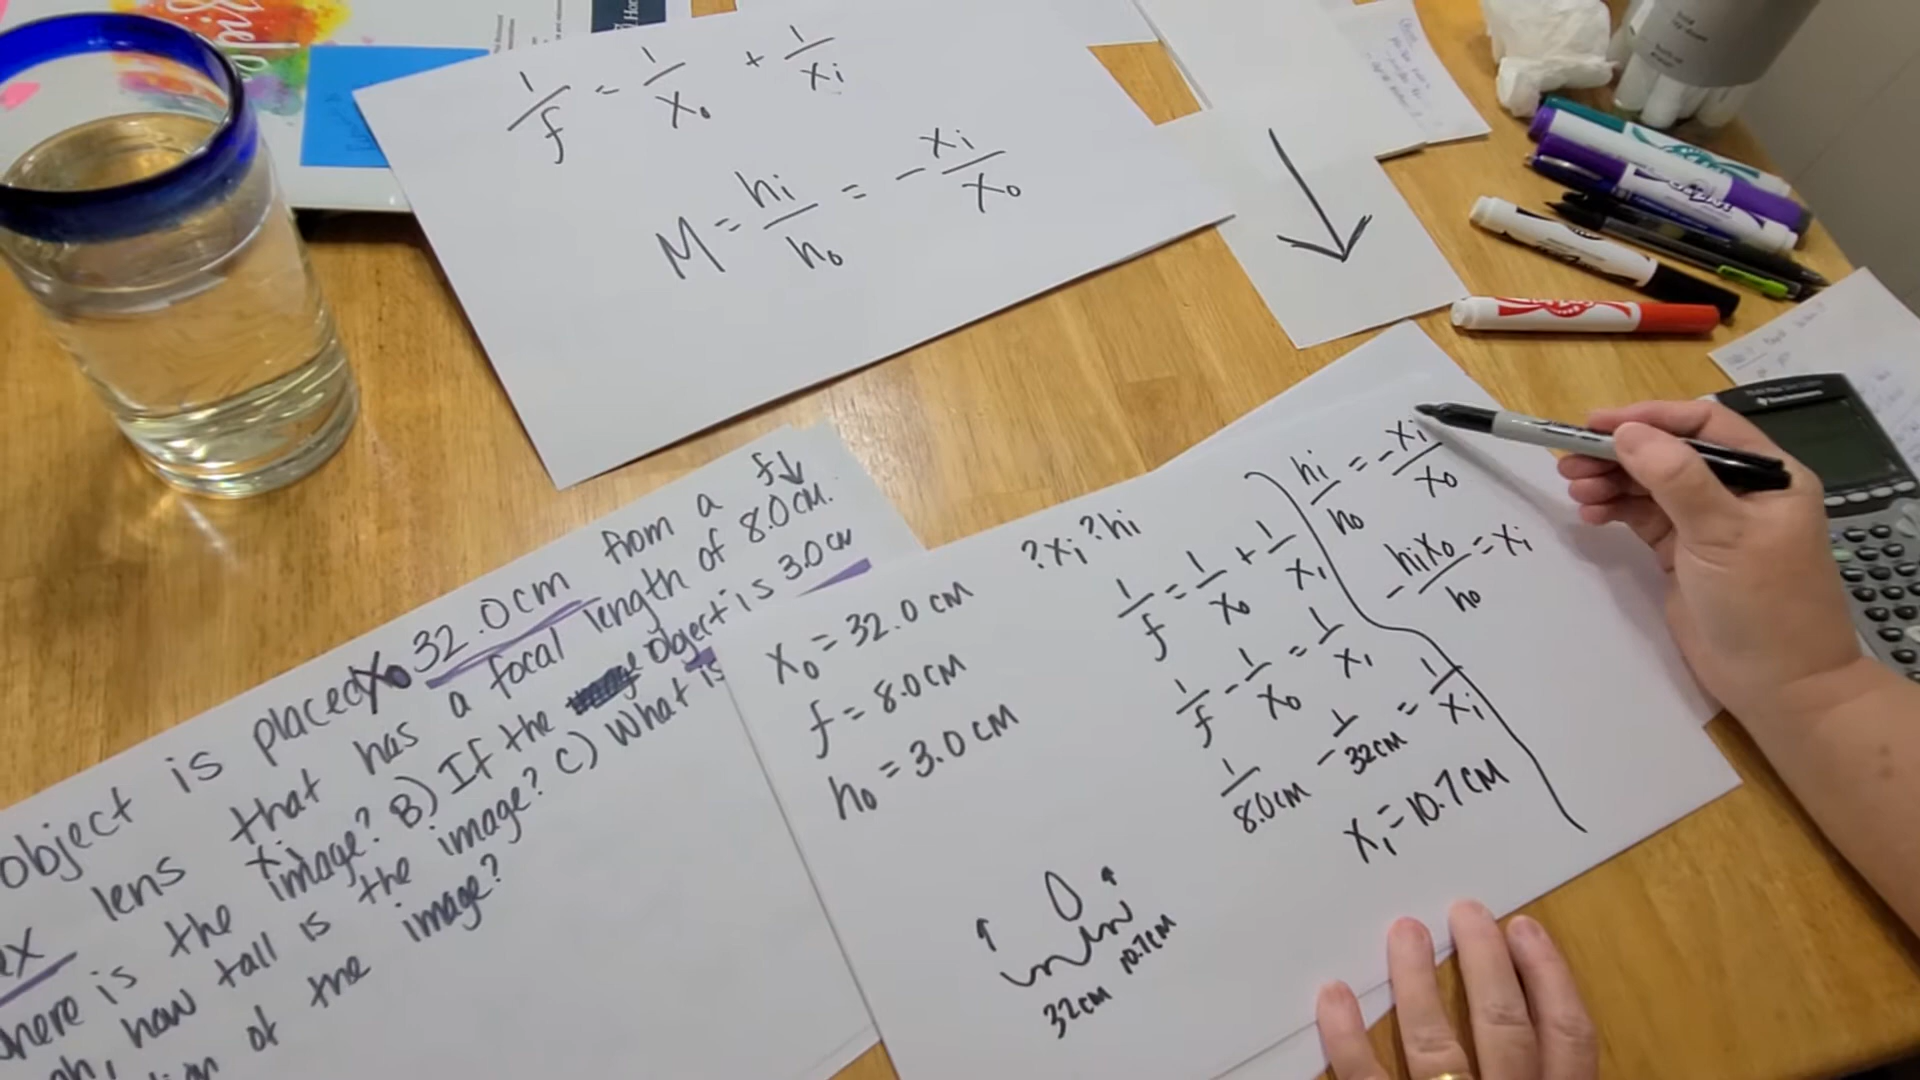 1/f = 1/x₀ + 1/xi
M = hi/h₀ = - xi/x₀
f↓
object is placed x₀ 32.0cm from a
ex lens that has a focal length of 8.0 cm.
here is the xi image? B) If the object is 3.0 cm
how tall is the image? C) What is
of the image?
?xi ?hi
x₀ = 32.0 cm
f = 8.0 cm
h₀ = 3.0 cm
1/f = 1/x₀ + 1/xi
1/f - 1/x₀ = 1/xi
1/8.0cm - 1/32cm = 1/xi
xi = 10.7 cm
hi/h₀ = - xi/x₀
- hix₀/h₀ = xi
32cm 10.7cm